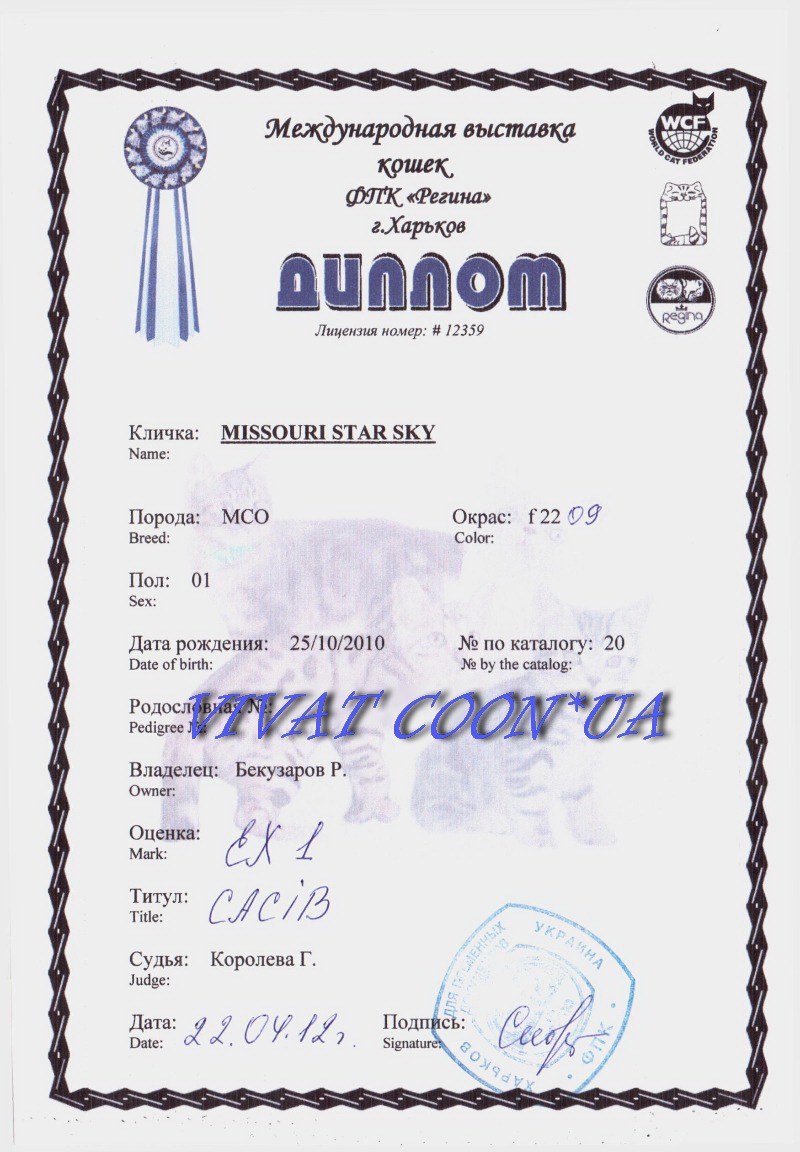 Международная выставка
кошек
ФПК «Регина»
г.Харьков
ДИПЛОМ
Лицензия номер: # 12359
WCF
WORLD CAT FEDERATION
Regina
Кличка: MISSOURI STAR SKY
Name:
Порода: MCO Окрас: f 22 09
Breed: Color:
Пол: 01
Sex:
Дата рождения: 25/10/2010 № по каталогу: 20
Date of birth: № by the catalog:
Родословная №:
Pedigree №:
VIVAT COON*UA
Владелец: Бекузаров Р.
Owner:
Оценка: EX 1
Mark:
Титул: CACiB
Title:
Судья: Королева Г.
Judge:
Дата: 22.04.12г. Подпись:
Date: Signature:
УКРАИНА
ФПК
ХАРЬКОВ
ДЛЯ ПЛЕМЕННЫХ